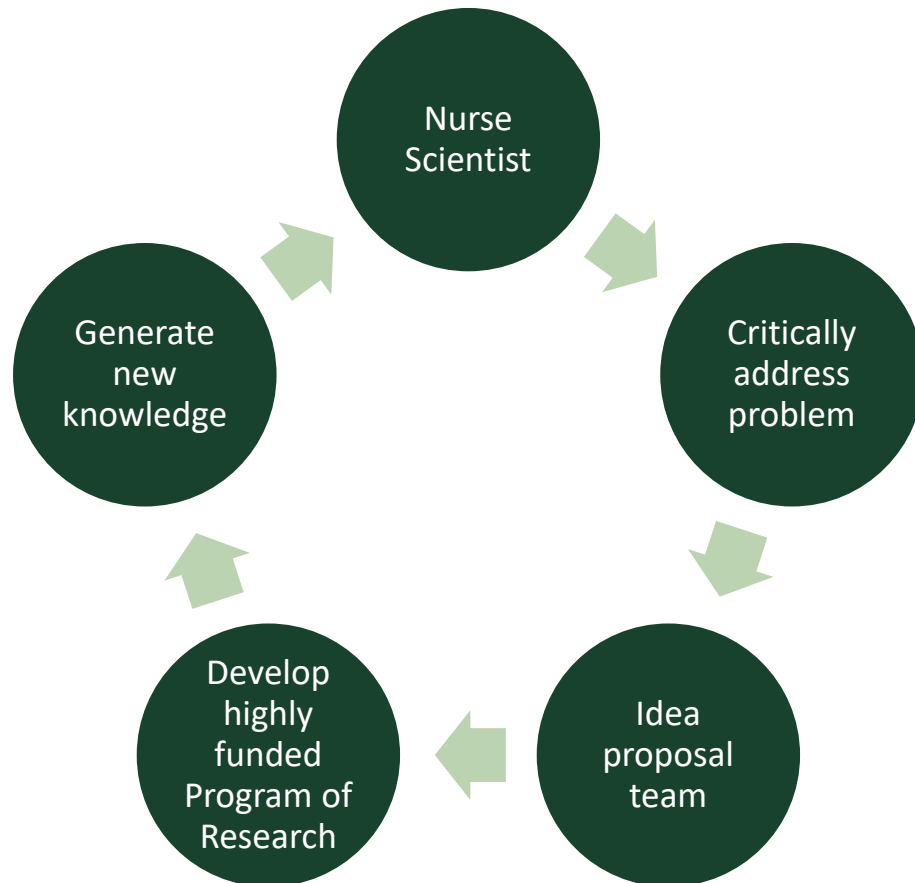 Nurse
Scientist
Critically
address
problem
Idea
proposal
team
Develop
highly
funded
Program of
Research
Generate
new
knowledge